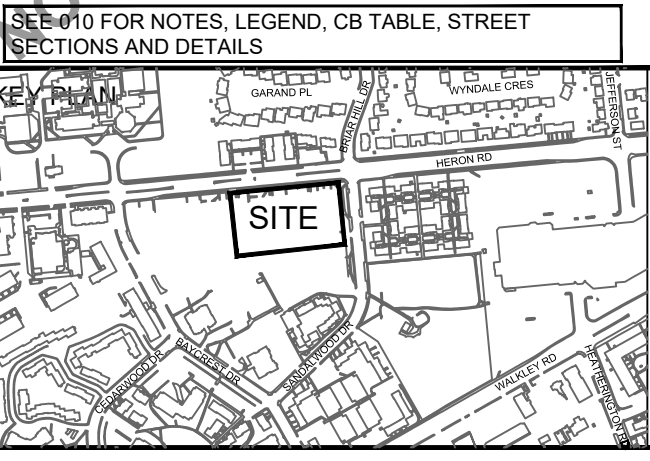 SEE 010 FOR NOTES, LEGEND, CB TABLE, STREET
SECTIONS AND DETAILS
KEY PLAN
GARAND PL
BRIAR HILL DR
WYNDALE CRES
JEFFERSON ST
HERON RD
SITE
BAYCREST DR
CEDARWOOD DR
SANDALWOOD DR
WALKLEY RD
HEATHERINGTON RD